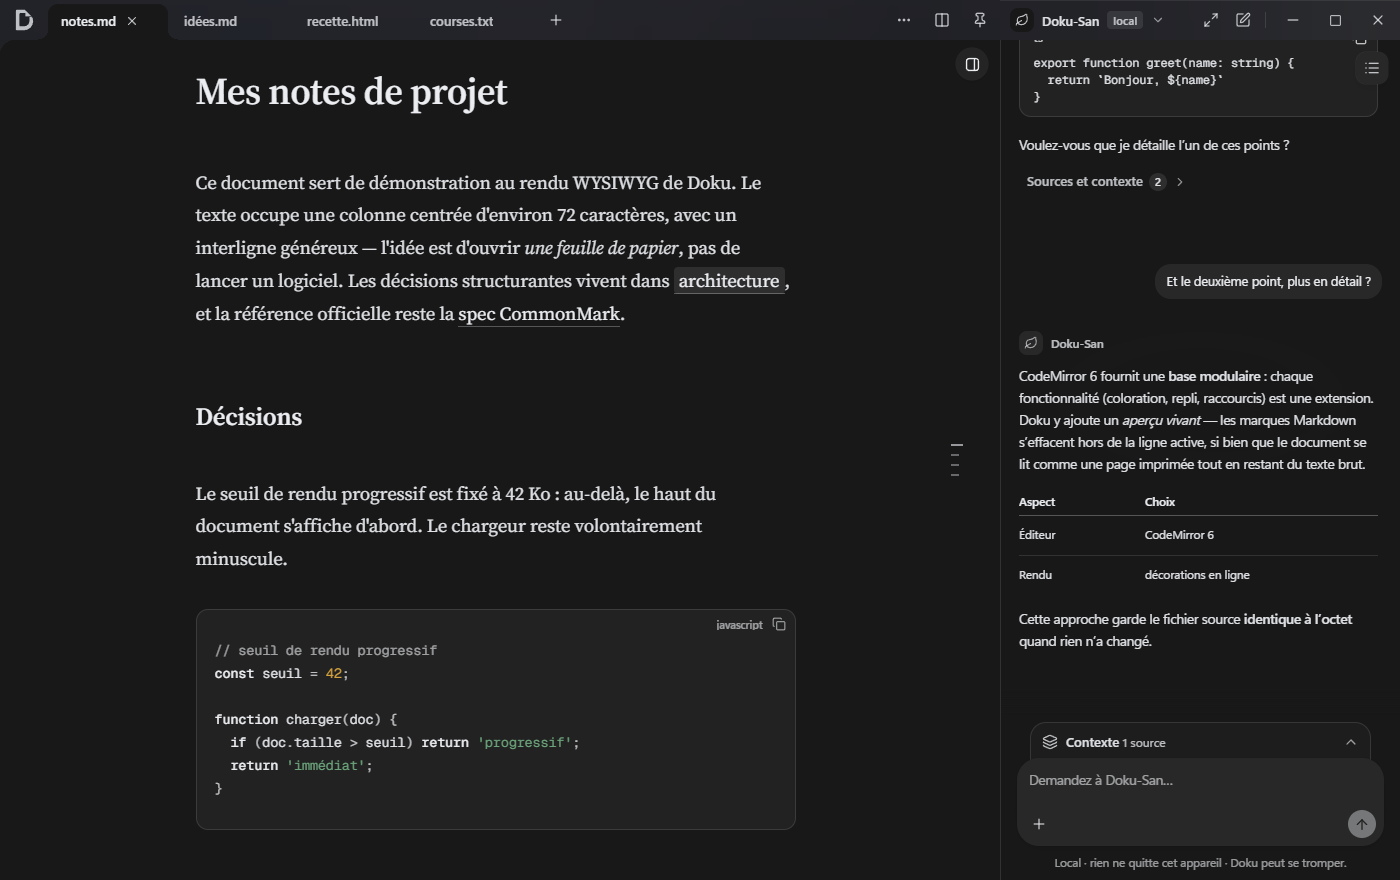 notes.md
idées.md
recette.html
courses.txt
Doku-San
local
Mes notes de projet
Ce document sert de démonstration au rendu WYSIWYG de Doku. Le
texte occupe une colonne centrée d'environ 72 caractères, avec un
interligne généreux — l'idée est d'ouvrir une feuille de papier, pas de
lancer un logiciel. Les décisions structurantes vivent dans architecture ,
et la référence officielle reste la spec CommonMark.
Décisions
Le seuil de rendu progressif est fixé à 42 Ko : au-delà, le haut du
document s'affiche d'abord. Le chargeur reste volontairement
minuscule.
javascript
// seuil de rendu progressif
const seuil = 42;
function charger(doc) {
  if (doc.taille > seuil) return 'progressif';
  return 'immédiat';
}
export function greet(name: string) {
  return `Bonjour, ${name}`
}
Voulez-vous que je détaille l’un de ces points ?
Sources et contexte 2
Et le deuxième point, plus en détail ?
Doku-San
CodeMirror 6 fournit une base modulaire : chaque
fonctionnalité (coloration, repli, raccourcis) est une extension.
Doku y ajoute un aperçu vivant — les marques Markdown
s’effacent hors de la ligne active, si bien que le document se
lit comme une page imprimée tout en restant du texte brut.
Aspect Choix
Éditeur CodeMirror 6
Rendu décorations en ligne
Cette approche garde le fichier source identique à l’octet
quand rien n’a changé.
Contexte 1 source
Demandez à Doku-San...
Local · rien ne quitte cet appareil · Doku peut se tromper.